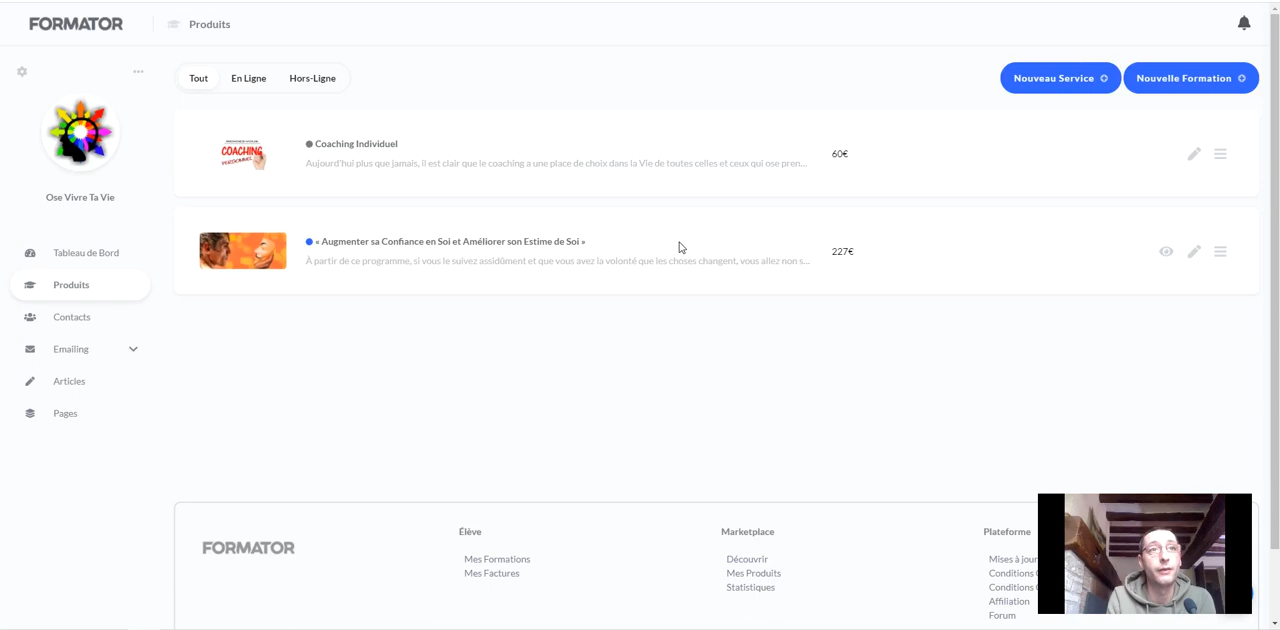 FORMATOR
Produits
Tout
En Ligne
Hors-Ligne
Nouveau Service
Nouvelle Formation
Ose Vivre Ta Vie
Tableau de Bord
Produits
Contacts
Emailing
Articles
Pages
COACHING
PERSONNEL
Coaching Individuel
Aujourd'hui plus que jamais, il est clair que le coaching a une place de choix dans la Vie de toutes celles et ceux qui ose pren...
60€
« Augmenter sa Confiance en Soi et Améliorer son Estime de Soi »
À partir de ce programme, si vous le suivez assidûment et que vous avez la volonté que les choses changent, vous allez non s...
227€
FORMATOR
Élève
Mes Formations
Mes Factures
Marketplace
Découvrir
Mes Produits
Statistiques
Plateforme
Mises à jour
Conditions
Conditions
Affiliation
Forum